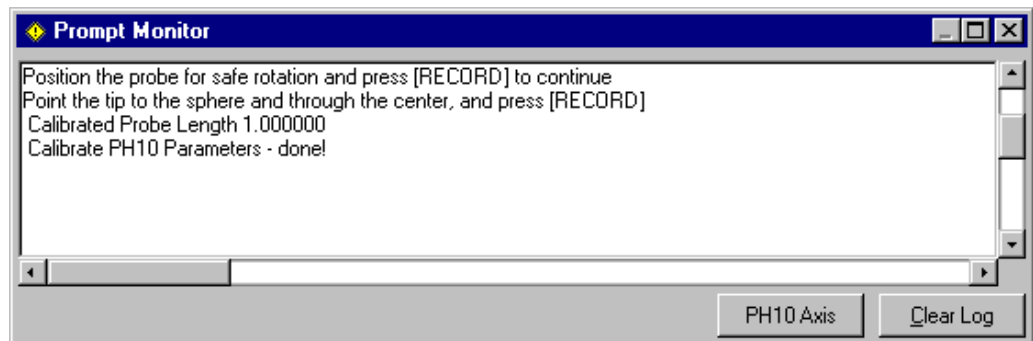 Prompt Monitor
Position the probe for safe rotation and press [RECORD] to continue
Point the tip to the sphere and through the center, and press [RECORD]
Calibrated Probe Length 1.000000
Calibrate PH10 Parameters - done!
PH10 Axis Clear Log